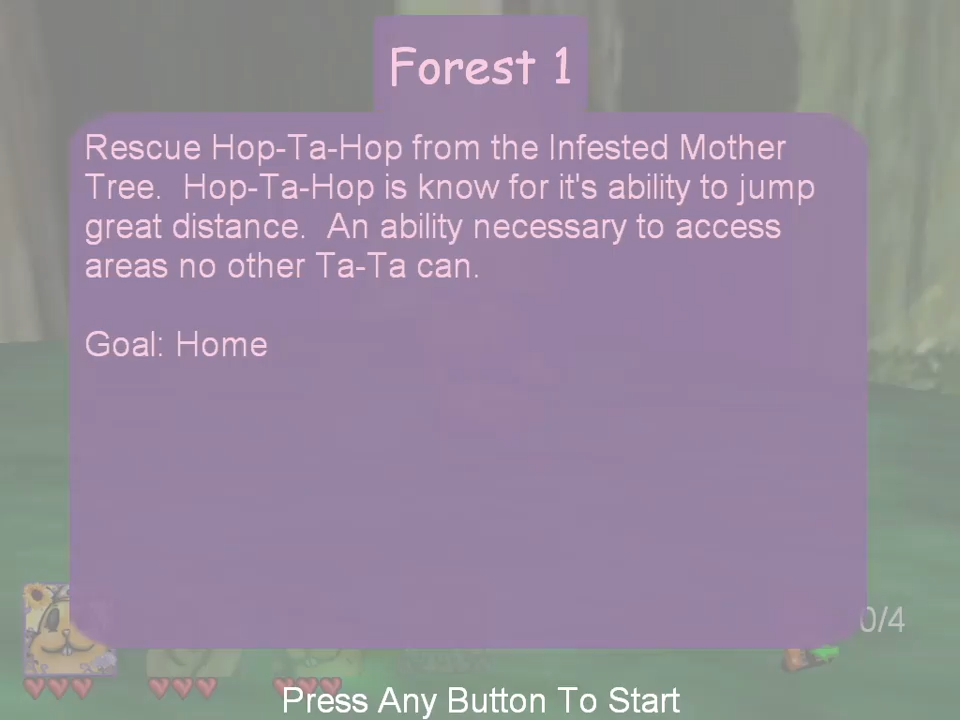 Forest 1
Rescue Hop-Ta-Hop from the Infested Mother
Tree.  Hop-Ta-Hop is know for it's ability to jump
great distance.  An ability necessary to access
areas no other Ta-Ta can.
Goal: Home
0/4
Press Any Button To Start